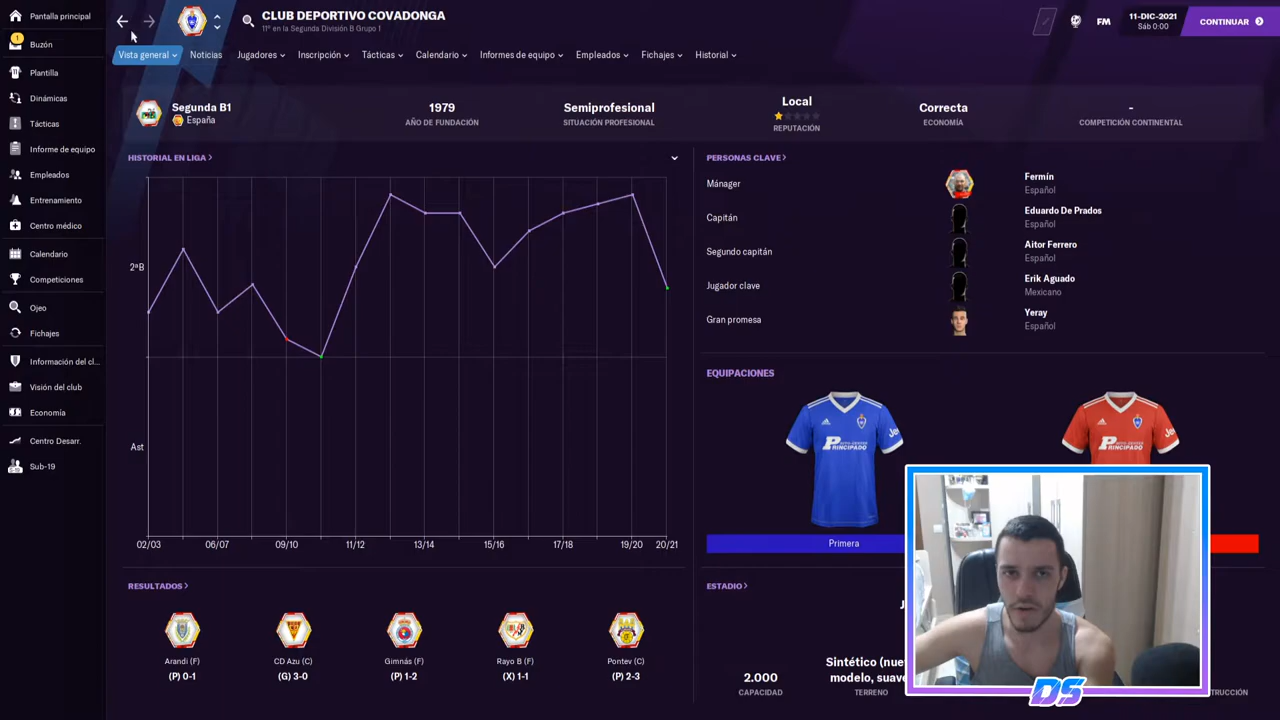 Pantalla principal
CLUB DEPORTIVO COVADONGA
11º en la Segunda División B Grupo 1
FM
11-DIC-2021
Sáb 0:00
CONTINUAR
1
Buzón
Plantilla
Dinámicas
Tácticas
Informe de equipo
Empleados
Entrenamiento
Centro médico
Calendario
Competiciones
Ojeo
Fichajes
Información del cl...
Visión del club
Economía
Centro Desarr.
Sub-19
Vista general
Noticias
Jugadores
Inscripción
Tácticas
Calendario
Informes de equipo
Empleados
Fichajes
Historial
Segunda B1
España
1979
AÑO DE FUNDACIÓN
Semiprofesional
SITUACIÓN PROFESIONAL
Local
REPUTACIÓN
Correcta
ECONOMÍA
-
COMPETICIÓN CONTINENTAL
HISTORIAL EN LIGA
2ªB
Ast
02/03 06/07 09/10 11/12 13/14 15/16 17/18 19/20 20/21
RESULTADOS
Arandi (F)
(P) 0-1
CD Azu (C)
(G) 3-0
Gimnás (F)
(P) 1-2
Rayo B (F)
(X) 1-1
Pontev (C)
(P) 2-3
PERSONAS CLAVE
Mánager
Fermín
Español
Capitán
Eduardo De Prados
Español
Segundo capitán
Aitor Ferrero
Español
Jugador clave
Erik Aguado
Mexicano
Gran promesa
Yeray
Español
EQUIPACIONES
PRINCIPADO
PRINCIPADO
Primera
ESTADIO
2.000
CAPACIDAD
Sintético (nue
modelo, suave
TERRENO
DS